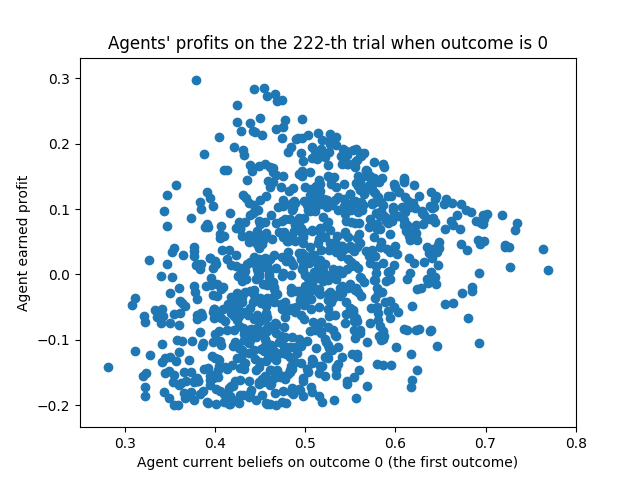 Agents' profits on the 222-th trial when outcome is 0
0.3
0.2
0.1
0.0
−0.1
−0.2
Agent earned profit
0.3 0.4 0.5 0.6 0.7 0.8
Agent current beliefs on outcome 0 (the first outcome)